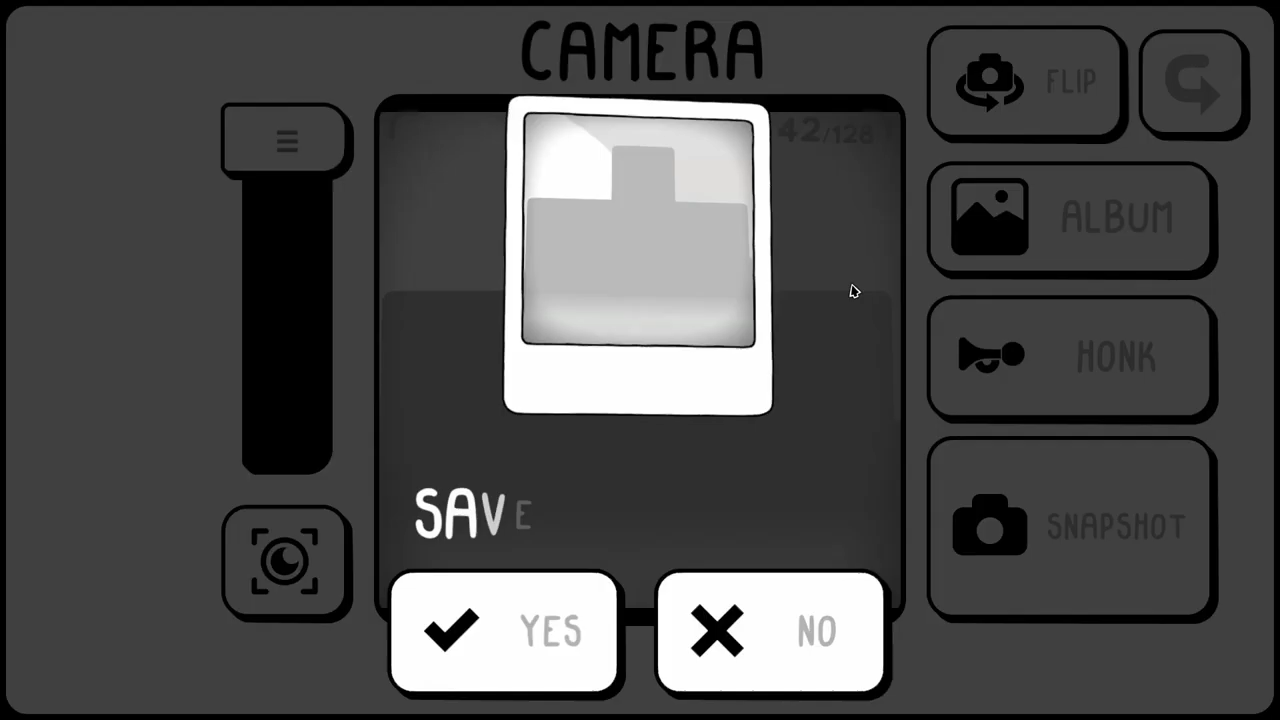 CAMERA
42/128
FLIP
ALBUM
HONK
SNAPSHOT
SAVE
YES
NO